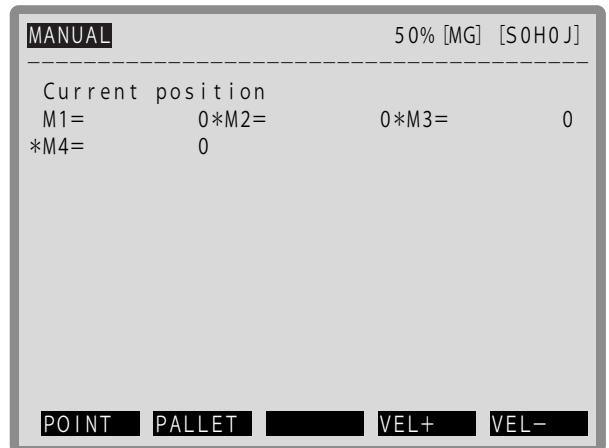 MANUAL 50% [MG] [S0H0J]
Current position
M1= 0*M2= 0*M3= 0
*M4= 0
POINT PALLET VEL+ VEL-